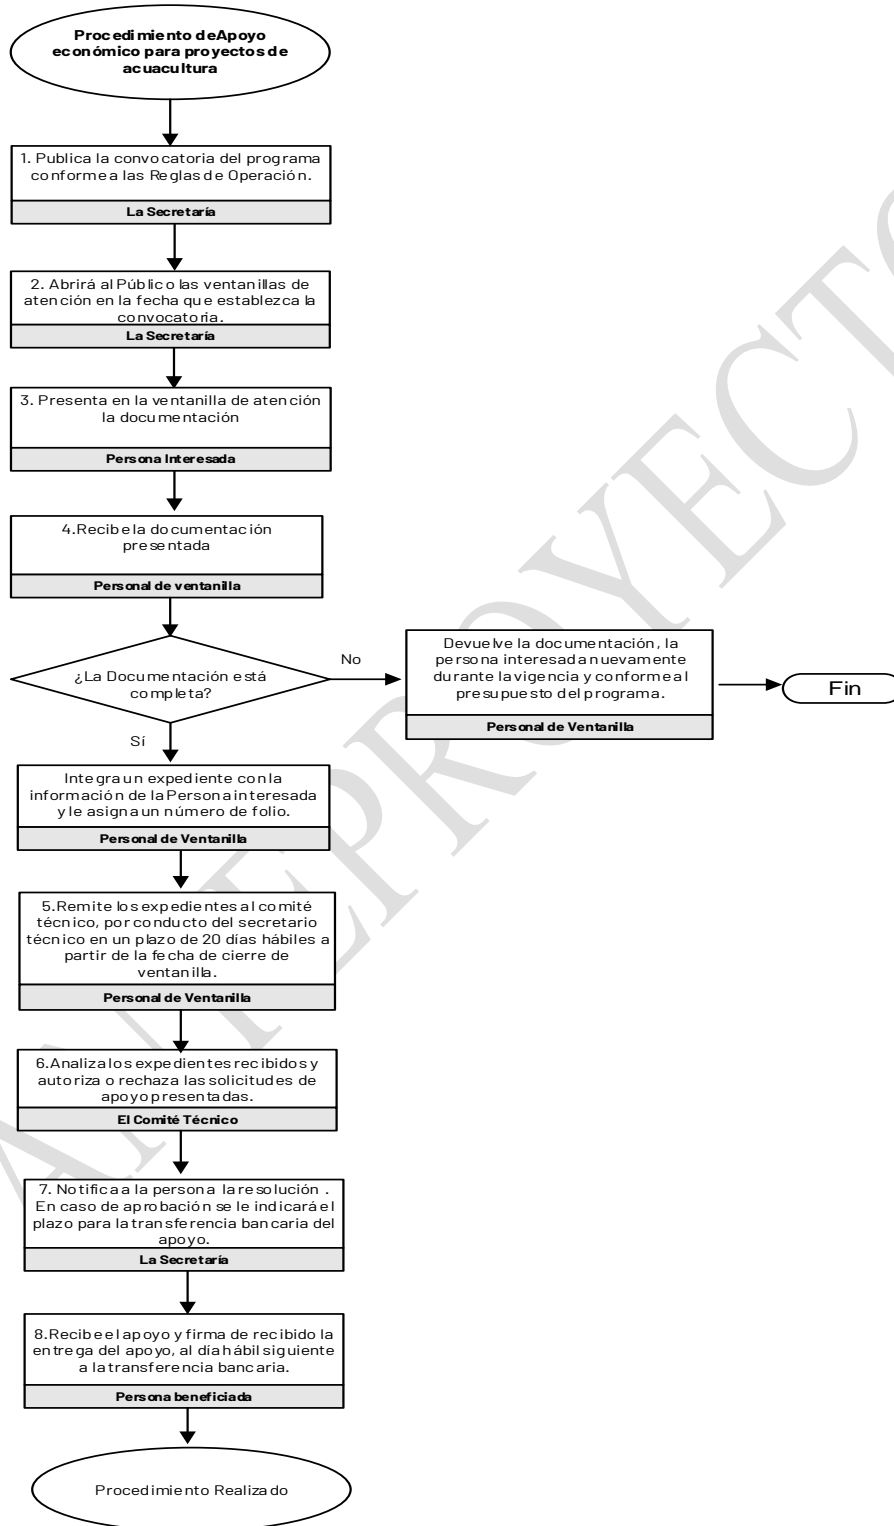 Procedimiento de Apoyo
económico para proyectos de
acuacultura
1. Publica la convocatoria del programa
conforme a las Reglas de Operación.
La Secretaría
2. Abrirá al Público las ventanillas de
atención en la fecha que establezca la
convocatoria.
La Secretaría
3. Presenta en la ventanilla de atención
la documentación
Persona Interesada
4.Recibe la documentación
presentada
Personal de ventanilla
¿La Documentación está
completa?
No
Devuelve la documentación, la
persona interesada nuevamente
durante la vigencia y conforme al
presupuesto del programa.
Personal de Ventanilla
Fin
Sí
Integra un expediente con la
información de la Persona interesada
y le asigna un número de folio.
Personal de Ventanilla
5.Remite los expedientes al comité
técnico, por conducto del secretario
técnico en un plazo de 20 días hábiles a
partir de la fecha de cierre de
ventanilla.
Personal de Ventanilla
6.Analiza los expedientes recibidos y
autoriza o rechaza las solicitudes de
apoyo presentadas.
El Comité Técnico
7. Notifica a la persona la resolución .
En caso de aprobación se le indicará el
plazo para la transferencia bancaria del
apoyo.
La Secretaría
8.Recibe el apoyo y firma de recibido la
entrega del apoyo, al día hábil siguiente
a la transferencia bancaria.
Persona beneficiada
Procedimiento Realizado
ANTEPROYECTO